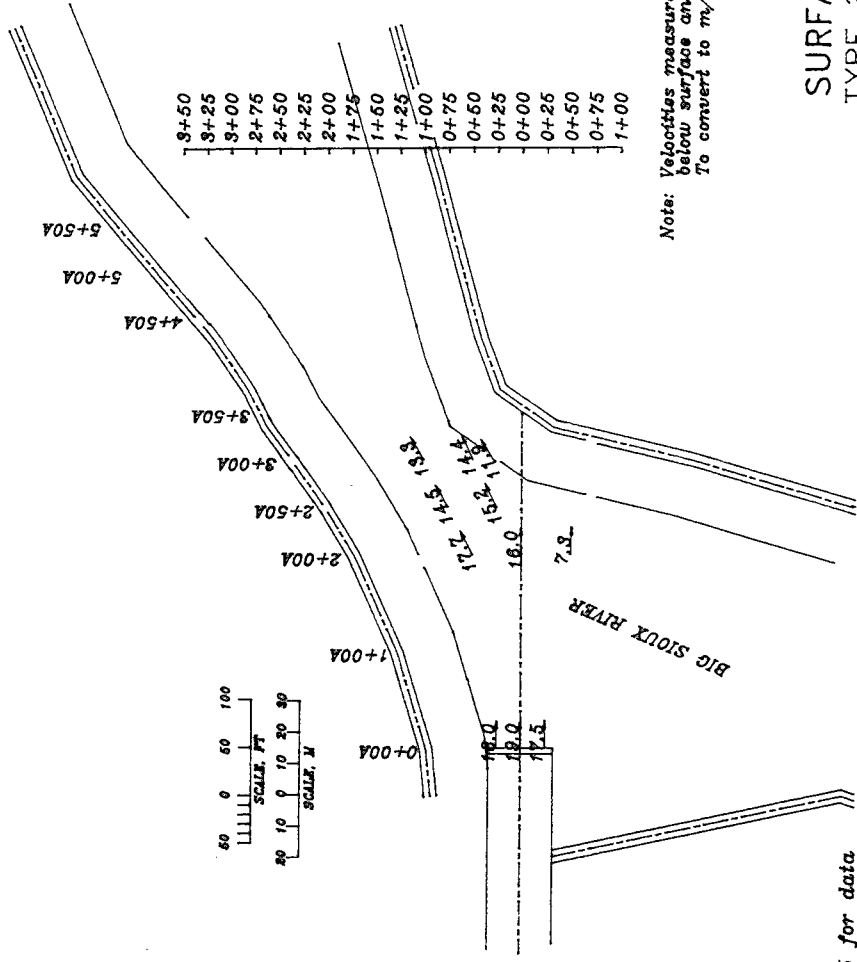 5+50A
5+00A
4+50A
3+50A
3+00A
2+50A
2+00A
1+00A
0+00A
3+50
3+25
3+00
2+75
2+50
2+25
2+00
1+75
1+50
1+25
1+00
0+75
0+50
0+25
0+00
0+25
0+50
0+75
1+00
50 0 50 100
SCALE, FT
20 10 0 10 20 30
SCALE, M
17.7 14.5 13.3
15.2 14.4
11.9
16.0
7.9
18.0
19.0
17.5
BIG SIOUX RIVER
Note: Velocities measur
below surface an
To convert to m/
SURFA
TYPE
for data